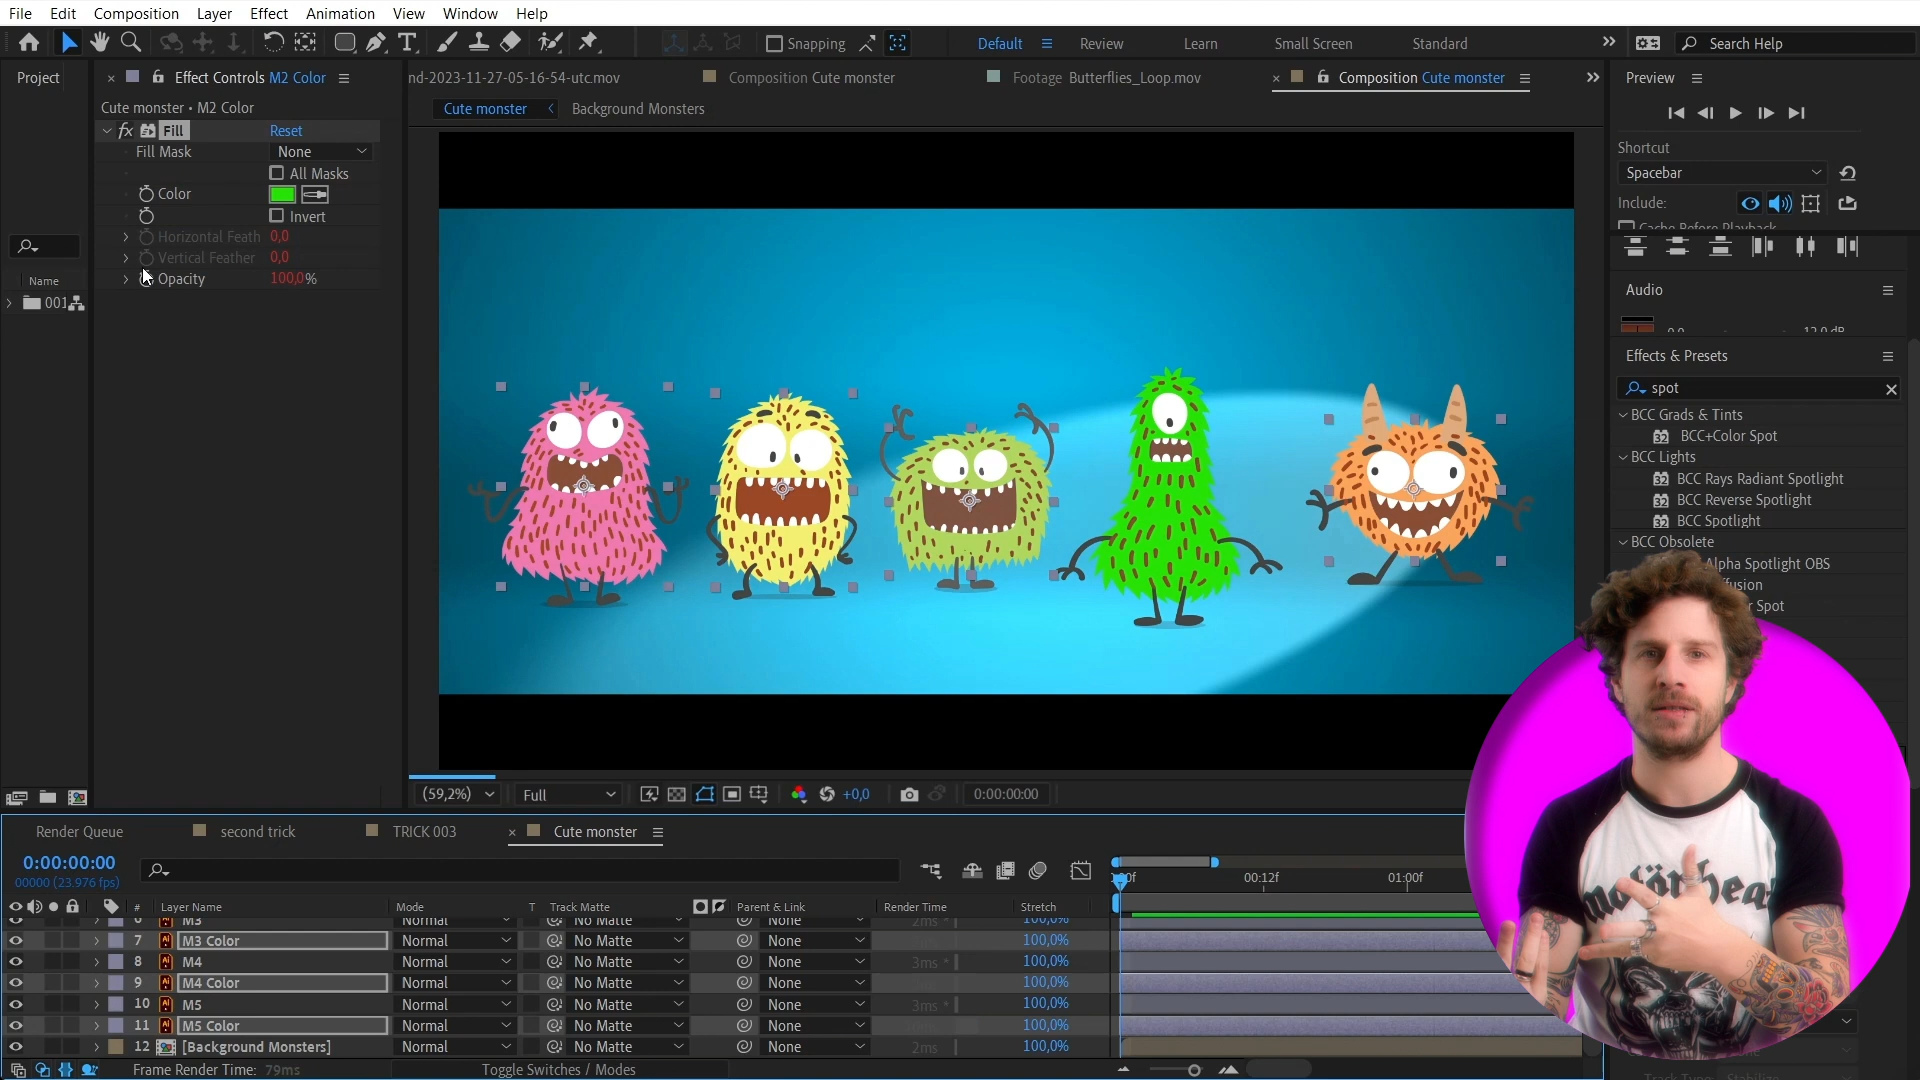 File Edit Composition Layer Effect Animation View Window Help
Snapping Default Review Learn Small Screen Standard Search Help
Project
Effect Controls M2 Color
nd-2023-11-27-05-16-54-utc.mov
Composition Cute monster
Footage Butterflies_Loop.mov
Composition Cute monster
Preview
Cute monster • M2 Color
Cute monster
Background Monsters
fx Fill Reset
Fill Mask None
All Masks
Color
Invert
Horizontal Feath 0,0
Vertical Feather 0,0
Opacity 100,0%
Name
001
Shortcut
Spacebar
Include:
Cache Before Playback
Audio
0.0 12.0 dB
Effects & Presets
spot
BCC Grads & Tints
32 BCC+Color Spot
BCC Lights
32 BCC Rays Radiant Spotlight
32 BCC Reverse Spotlight
32 BCC Spotlight
BCC Obsolete
Alpha Spotlight OBS
Spot
(59,2%) Full +0,0 0:00:00:00
Render Queue second trick TRICK 003 Cute monster
0:00:00:00
00000 (23.976 fps)
00:12f 01:00f
# Layer Name Mode T Track Matte Parent & Link Render Time Stretch
6 M3 Normal No Matte None 2ms 100,0%
7 Ai M3 Color Normal No Matte None 100,0%
8 Ai M4 Normal No Matte None 3ms 100,0%
9 Ai M4 Color Normal No Matte None 100,0%
10 Ai M5 Normal No Matte None 3ms 100,0%
11 Ai M5 Color Normal No Matte None 100,0%
12 [Background Monsters] Normal No Matte None 2ms 100,0%
Frame Render Time: 79ms Toggle Switches / Modes